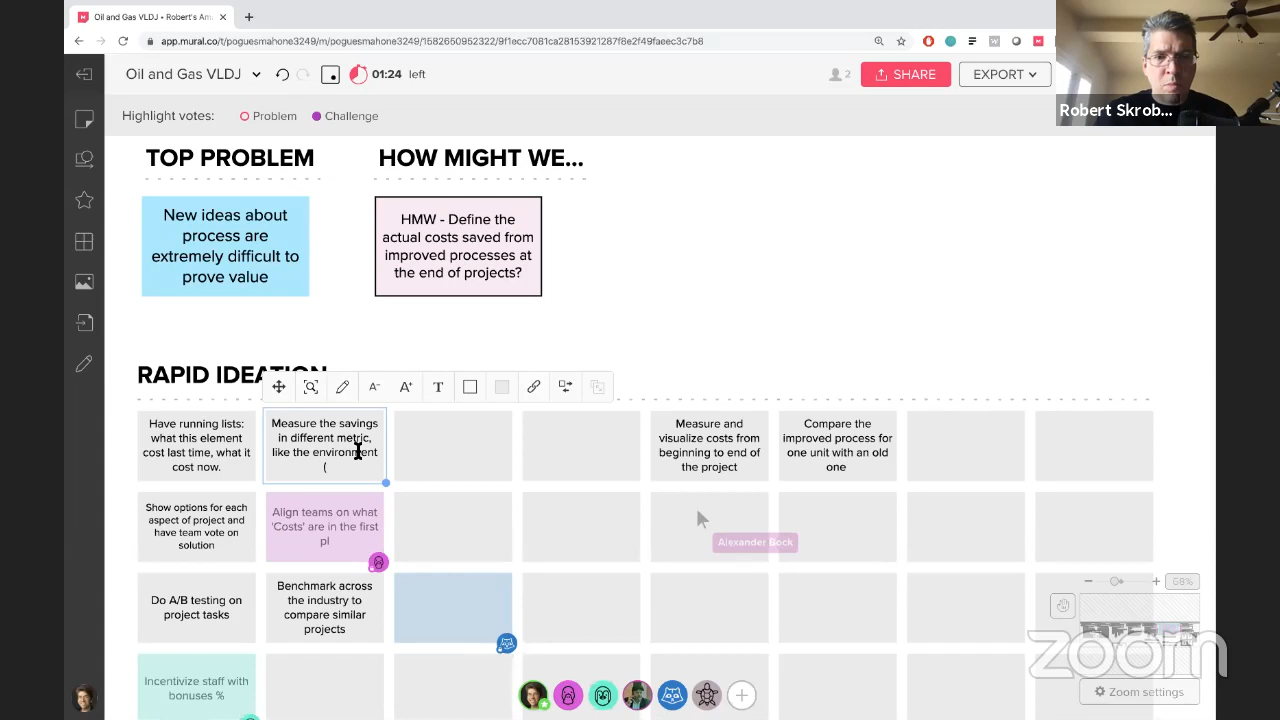 Oil and Gas VLDJ • Robert's Am
app.mural.co/t/poguesmahone3249/m/poguesmahone3249/1582650952322/9f1ecc7081ca28153921287f8e2f49faeec3c7b8
Oil and Gas VLDJ
01:24 left
2
SHARE
EXPORT
Robert Skrob...
Highlight votes:
Problem
Challenge
TOP PROBLEM
HOW MIGHT WE...
New ideas about
process are
extremely difficult to
prove value
HMW - Define the
actual costs saved from
improved processes at
the end of projects?
RAPID IDEATION
A-
A+
T
Have running lists:
what this element
cost last time, what it
cost now.
Measure the savings
in different metric,
like the environment
(
Measure and
visualize costs from
beginning to end of
the project
Compare the
improved process for
one unit with an old
one
Show options for each
aspect of project and
have team vote on
solution
Align teams on what
'Costs' are in the first
pl
Alexander Bock
Do A/B testing on
project tasks
Benchmark across
the industry to
compare similar
projects
68%
Incentivize staff with
bonuses %
zoom
Zoom settings